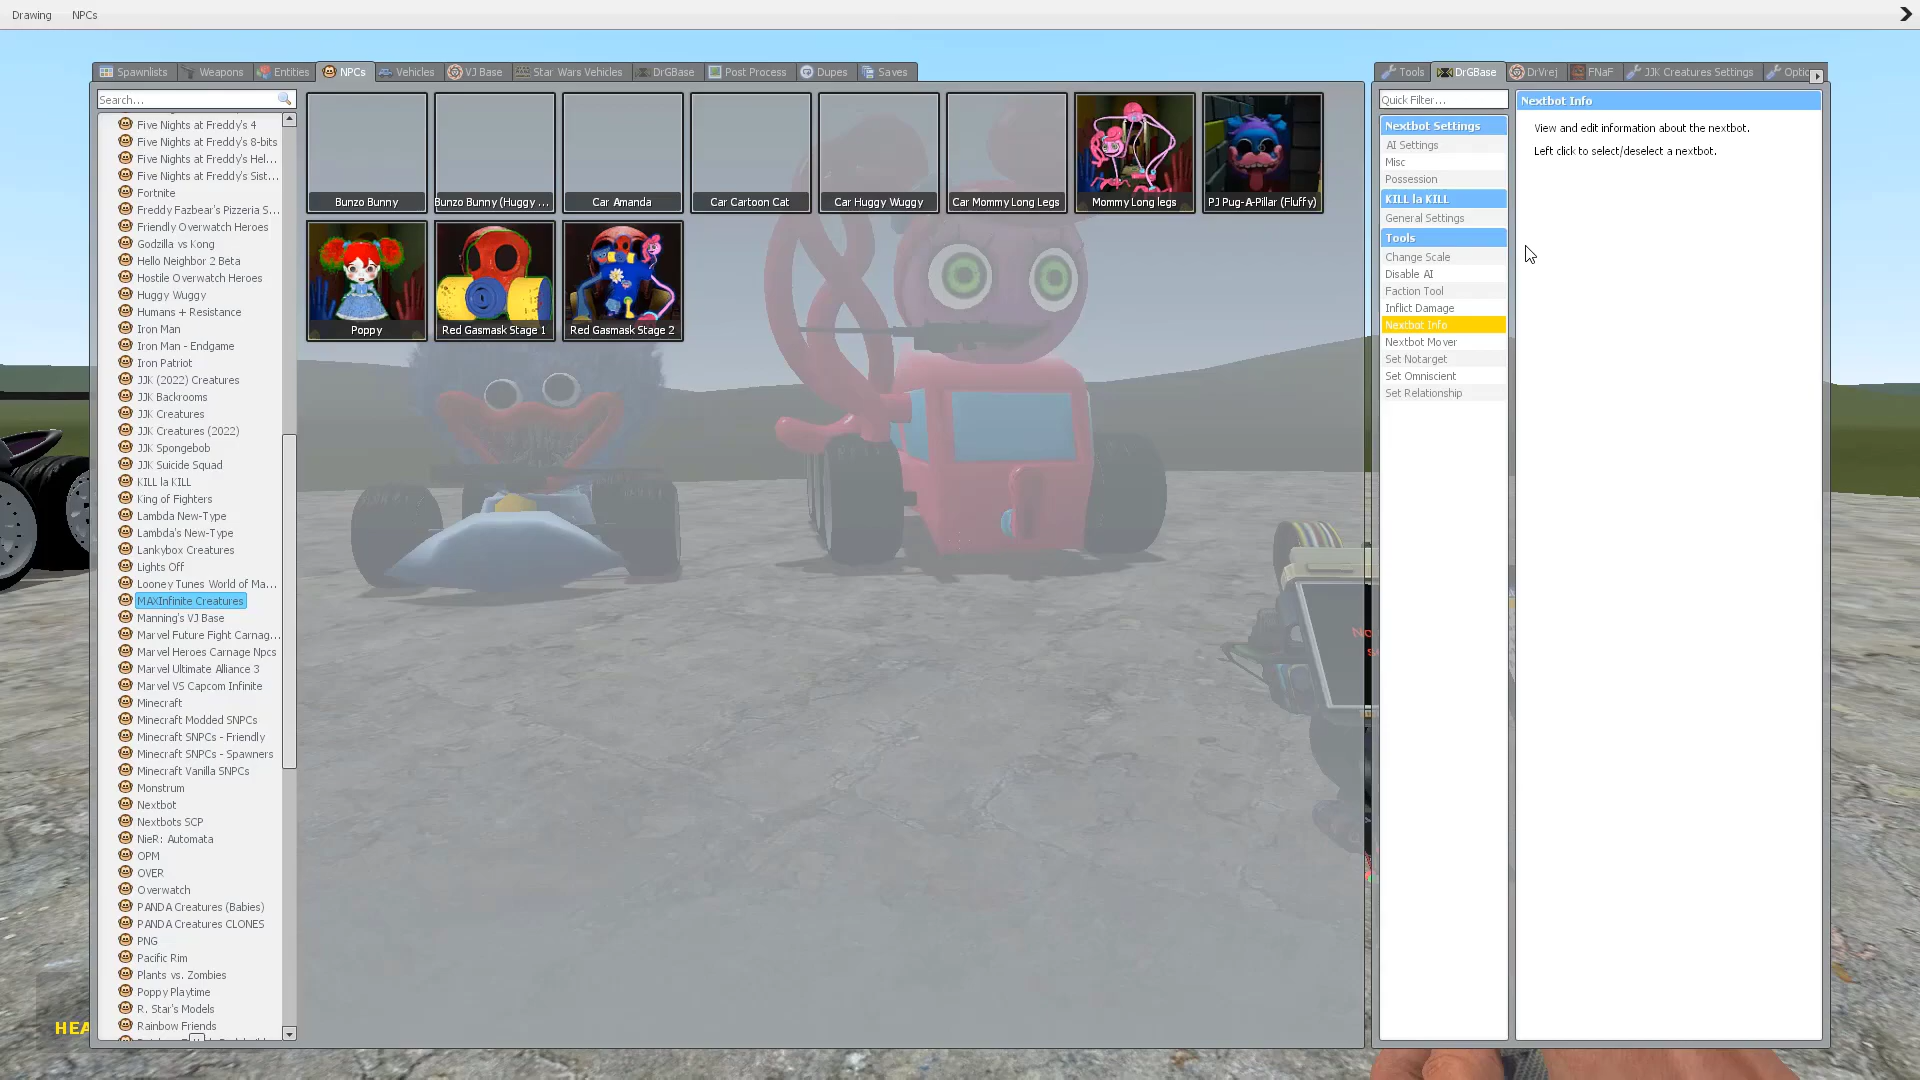 Drawing NPCs
Spawnlists Weapons Entities NPCs Vehicles VJ Base Star Wars Vehicles DrGBase Post Process Dupes Saves
Tools DrGBase DrVrej FNaF JJK Creatures Settings Optic
Search...
Five Nights at Freddy's 4
Five Nights at Freddy's 8-bits
Five Nights at Freddy's Hel...
Five Nights at Freddy's Sist...
Fortnite
Freddy Fazbear's Pizzeria S...
Friendly Overwatch Heroes
Godzilla vs Kong
Hello Neighbor 2 Beta
Hostile Overwatch Heroes
Huggy Wuggy
Humans + Resistance
Iron Man
Iron Man - Endgame
Iron Patriot
JJK (2022) Creatures
JJK Backrooms
JJK Creatures
JJK Creatures (2022)
JJK Spongebob
JJK Suicide Squad
KILL la KILL
King of Fighters
Lambda New-Type
Lambda's New-Type
Lankybox Creatures
Lights Off
Looney Tunes World of Ma...
MAXInfinite Creatures
Manning's VJ Base
Marvel Future Fight Carnag...
Marvel Heroes Carnage Npcs
Marvel Ultimate Alliance 3
Marvel VS Capcom Infinite
Minecraft
Minecraft Modded SNPCs
Minecraft SNPCs - Friendly
Minecraft SNPCs - Spawners
Minecraft Vanilla SNPCs
Monstrum
Nextbot
Nextbots SCP
NieR: Automata
OPM
OVER
Overwatch
PANDA Creatures (Babies)
PANDA Creatures CLONES
PNG
Pacific Rim
Plants vs. Zombies
Poppy Playtime
R. Star's Models
Rainbow Friends
Bunzo Bunny
Bunzo Bunny (Huggy ...
Car Amanda
Car Cartoon Cat
Car Huggy Wuggy
Car Mommy Long Legs
Mommy Long legs
PJ Pug-A-Pillar (Fluffy)
Poppy
Red Gasmask Stage 1
Red Gasmask Stage 2
Quick Filter...
Nextbot Settings
AI Settings
Misc
Possession
KILL la KILL
General Settings
Tools
Change Scale
Disable AI
Faction Tool
Inflict Damage
Nextbot Info
Nextbot Mover
Set Notarget
Set Omniscient
Set Relationship
Nextbot Info
View and edit information about the nextbot.
Left click to select/deselect a nextbot.
No
HEA